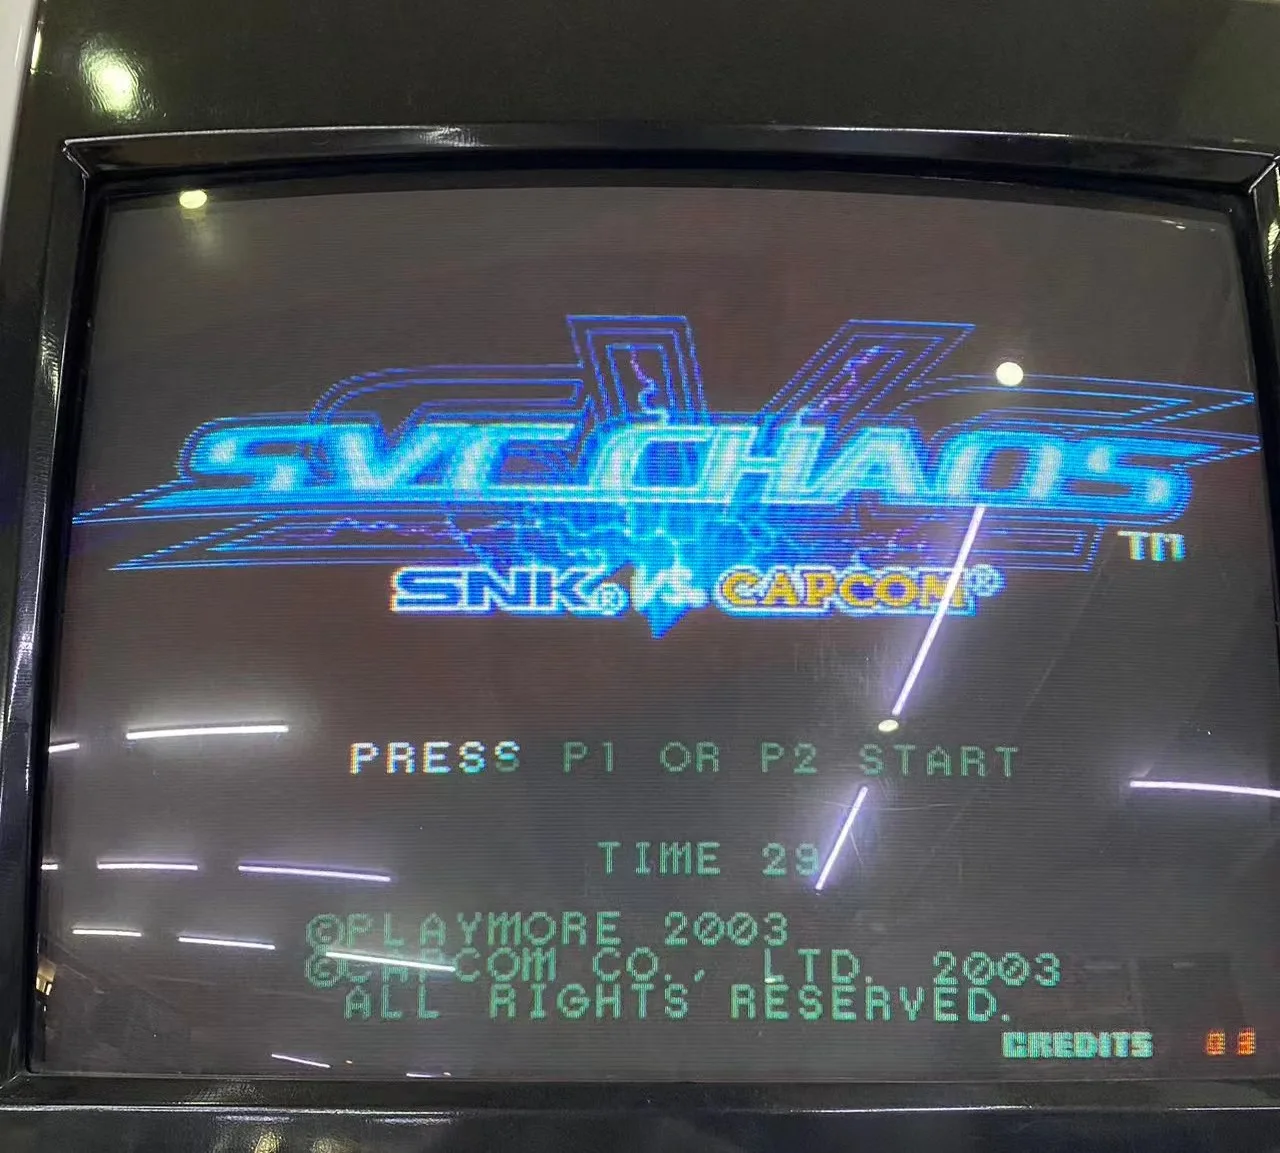 SVC CHAOS
TM
SNK® VS. CAPCOM®
PRESS P1 OR P2 START
TIME 29
©PLAYMORE 2003
©CAPCOM CO., LTD. 2003
ALL RIGHTS RESERVED.
CREDITS 03